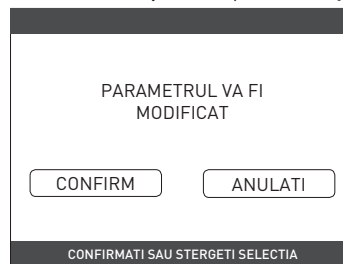 PARAMETRUL VA FI
MODIFICAT
CONFIRM ANULATI
CONFIRMATI SAU STERGETI SELECTIA